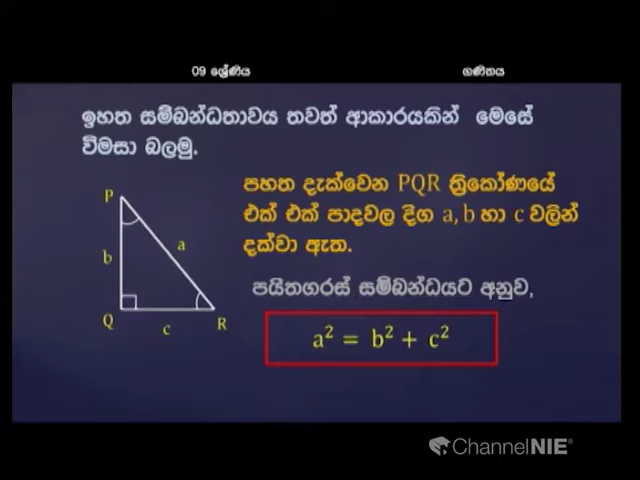 09 ශ්‍රේණිය ගණිතය
ඉහත සම්බන්ධතාවය තවත් ආකාරයකින් මෙසේ
විමසා බලමු.
පහත දැක්වෙන PQR ත්‍රිකෝණයේ
එක් එක් පාදවල දිග a, b හා c වලින්
දක්වා ඇත.
P
b
a
Q
c
R
පයිතගරස් සම්බන්ධයට අනුව,
a² = b² + c²
ChannelNIE